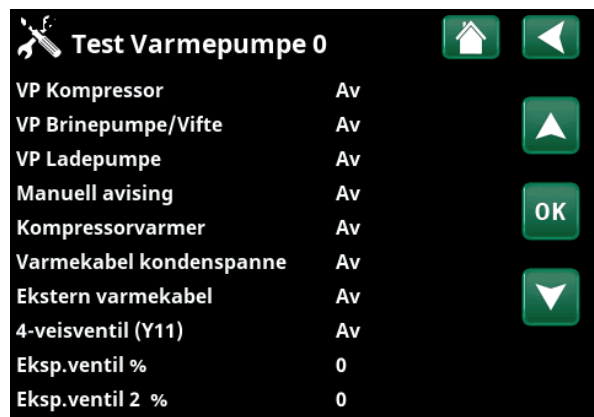 Test Varmepumpe 0
VP Kompressor Av
VP Brinepumpe/Vifte Av
VP Ladepumpe Av
Manuell avising Av
OK
Kompressorvarmer Av
Varmekabel kondenspanne Av
Ekstern varmekabel Av
4-veisventil (Y11) Av
Eksp.ventil % 0
Eksp.ventil 2 % 0